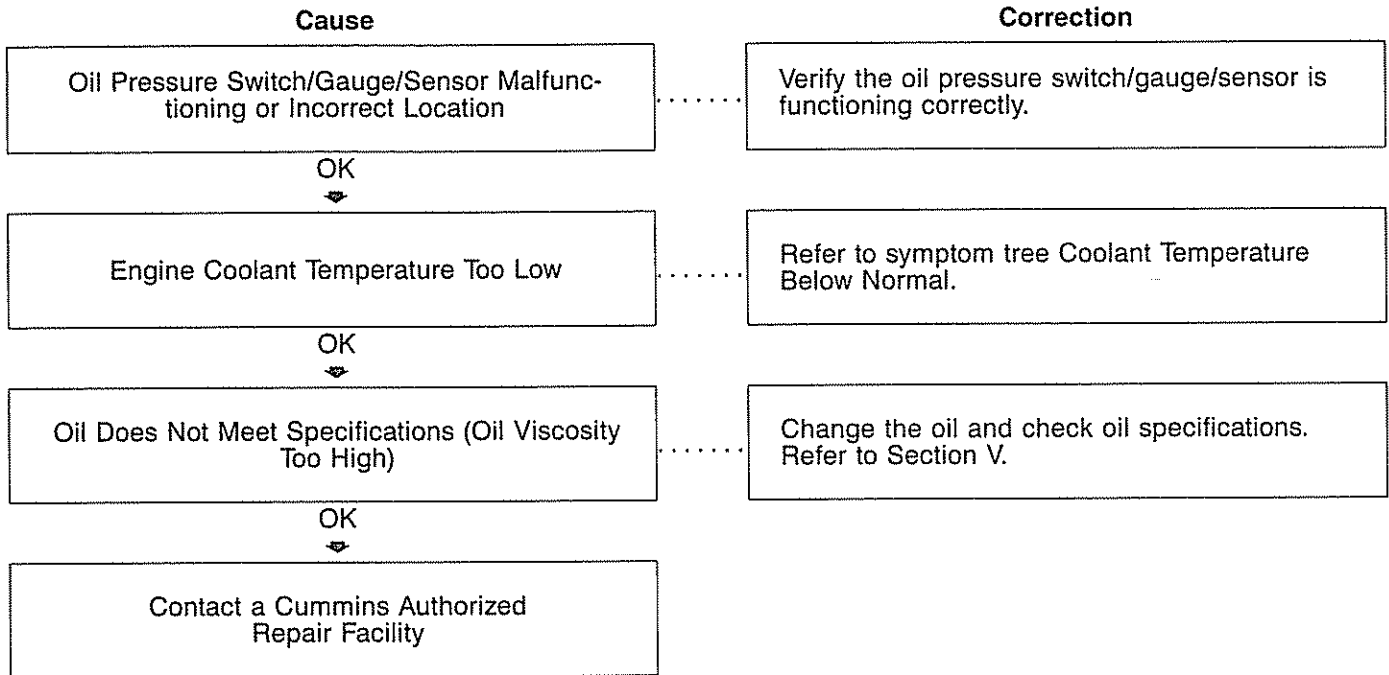 Cause
Correction
Oil Pressure Switch/Gauge/Sensor Malfunc-
tioning or Incorrect Location
Verify the oil pressure switch/gauge/sensor is
functioning correctly.
OK
Engine Coolant Temperature Too Low
Refer to symptom tree Coolant Temperature
Below Normal.
OK
Oil Does Not Meet Specifications (Oil Viscosity
Too High)
Change the oil and check oil specifications.
Refer to Section V.
OK
Contact a Cummins Authorized
Repair Facility